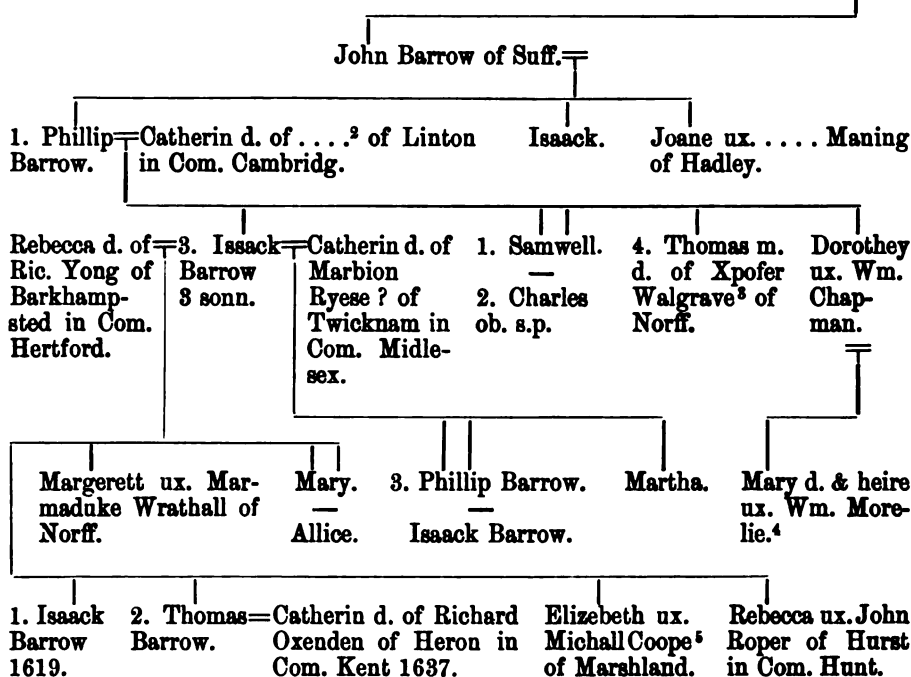 John Barrow of Suff.
1. Phillip
Barrow.
Catherin d. of ....² of Linton
in Com. Cambridg.
Isaack.
Joane ux. ..... Maning
of Hadley.
Rebecca d. of
Ric. Yong of
Barkhamp-
sted in Com.
Hertford.
3. Issack
Barrow
3 sonn.
Catherin d. of
Marbion
Ryese ? of
Twicknam in
Com. Midle-
sex.
1. Samwell.
—
2. Charles
ob. s.p.
4. Thomas m.
d. of Xpofer
Walgrave³ of
Norff.
Dorothey
ux. Wm.
Chap-
man.
Margerett ux. Mar-
maduke Wrathall of
Norff.
Mary.
—
Allice.
3. Phillip Barrow.
—
Isaack Barrow.
Martha.
Mary d. & heire
ux. Wm. More-
lie.⁴
1. Isaack
Barrow
1619.
2. Thomas=
Barrow.
Catherin d. of Richard
Oxenden of Heron in
Com. Kent 1637.
Elizebeth ux.
Michall Coope⁵
of Marshland.
Rebecca ux. John
Roper of Hurst
in Com. Hunt.